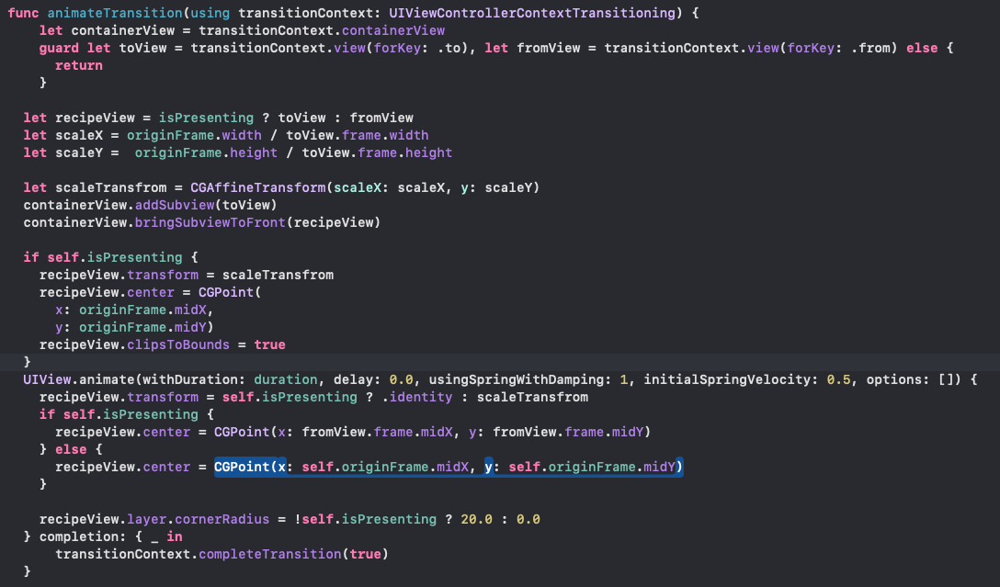 func animateTransition(using transitionContext: UIViewControllerContextTransitioning) {
    let containerView = transitionContext.containerView
    guard let toView = transitionContext.view(forKey: .to), let fromView = transitionContext.view(forKey: .from) else {
      return
    }

  let recipeView = isPresenting ? toView : fromView
  let scaleX = originFrame.width / toView.frame.width
  let scaleY =  originFrame.height / toView.frame.height

  let scaleTransfrom = CGAffineTransform(scaleX: scaleX, y: scaleY)
  containerView.addSubview(toView)
  containerView.bringSubviewToFront(recipeView)

  if self.isPresenting {
    recipeView.transform = scaleTransfrom
    recipeView.center = CGPoint(
      x: originFrame.midX,
      y: originFrame.midY)
    recipeView.clipsToBounds = true
  }
  UIView.animate(withDuration: duration, delay: 0.0, usingSpringWithDamping: 1, initialSpringVelocity: 0.5, options: []) {
    recipeView.transform = self.isPresenting ? .identity : scaleTransfrom
    if self.isPresenting {
      recipeView.center = CGPoint(x: fromView.frame.midX, y: fromView.frame.midY)
    } else {
      recipeView.center = CGPoint(x: self.originFrame.midX, y: self.originFrame.midY)
    }

    recipeView.layer.cornerRadius = !self.isPresenting ? 20.0 : 0.0
  } completion: { _ in
      transitionContext.completeTransition(true)
  }